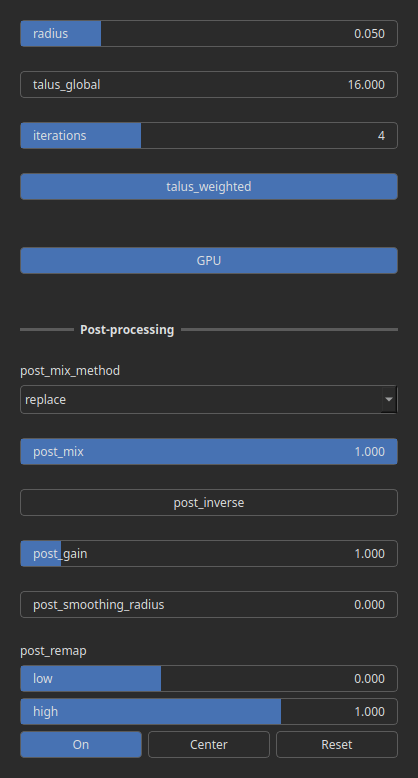 radius 0.050
talus_global 16.000
iterations 4
talus_weighted
GPU
Post-processing
post_mix_method
replace
post_mix 1.000
post_inverse
post_gain 1.000
post_smoothing_radius 0.000
post_remap
low 0.000
high 1.000
On Center Reset